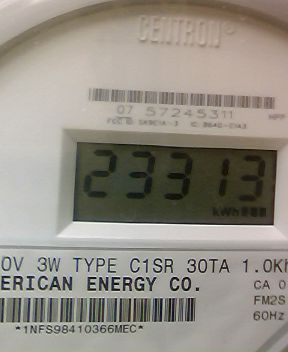 CENTRON®
07 57245311
23313
kWh
0V 3W TYPE C1SR 30TA 1.0Kh
ERICAN ENERGY CO.
CA 0
FM2S
60Hz
*1NFS98410366MEC*